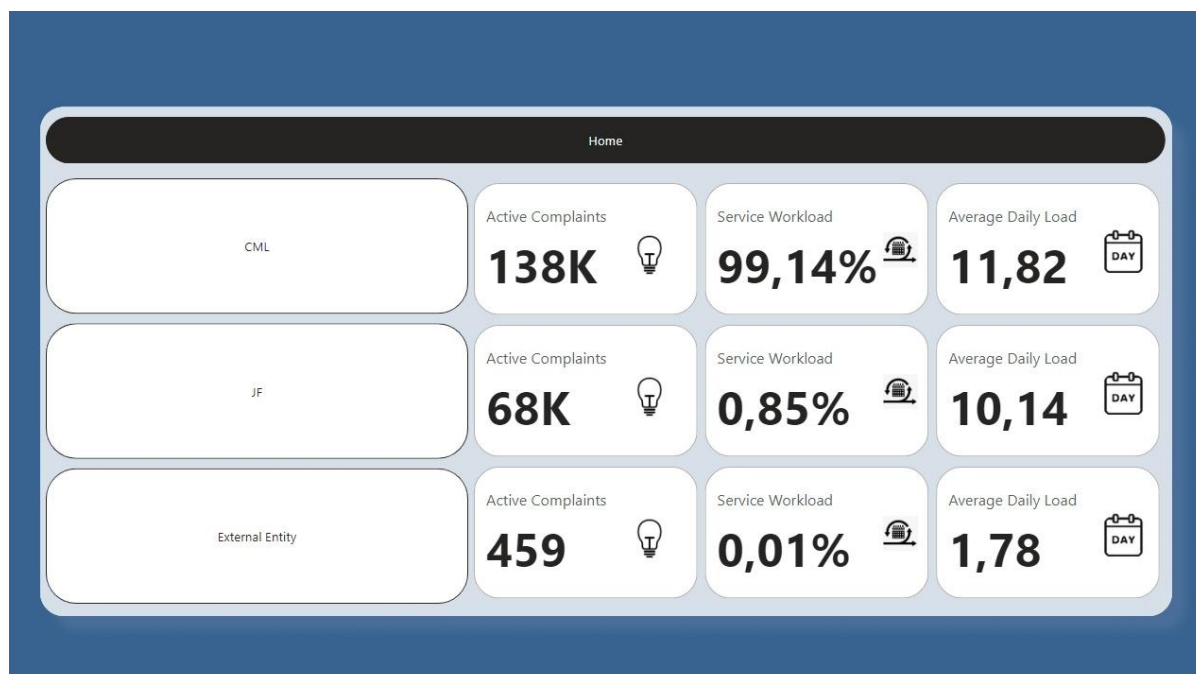 Home
CML
Active Complaints
138K
Service Workload
99,14%
Average Daily Load
11,82
DAY
JF
Active Complaints
68K
Service Workload
0,85%
Average Daily Load
10,14
DAY
External Entity
Active Complaints
459
Service Workload
0,01%
Average Daily Load
1,78
DAY